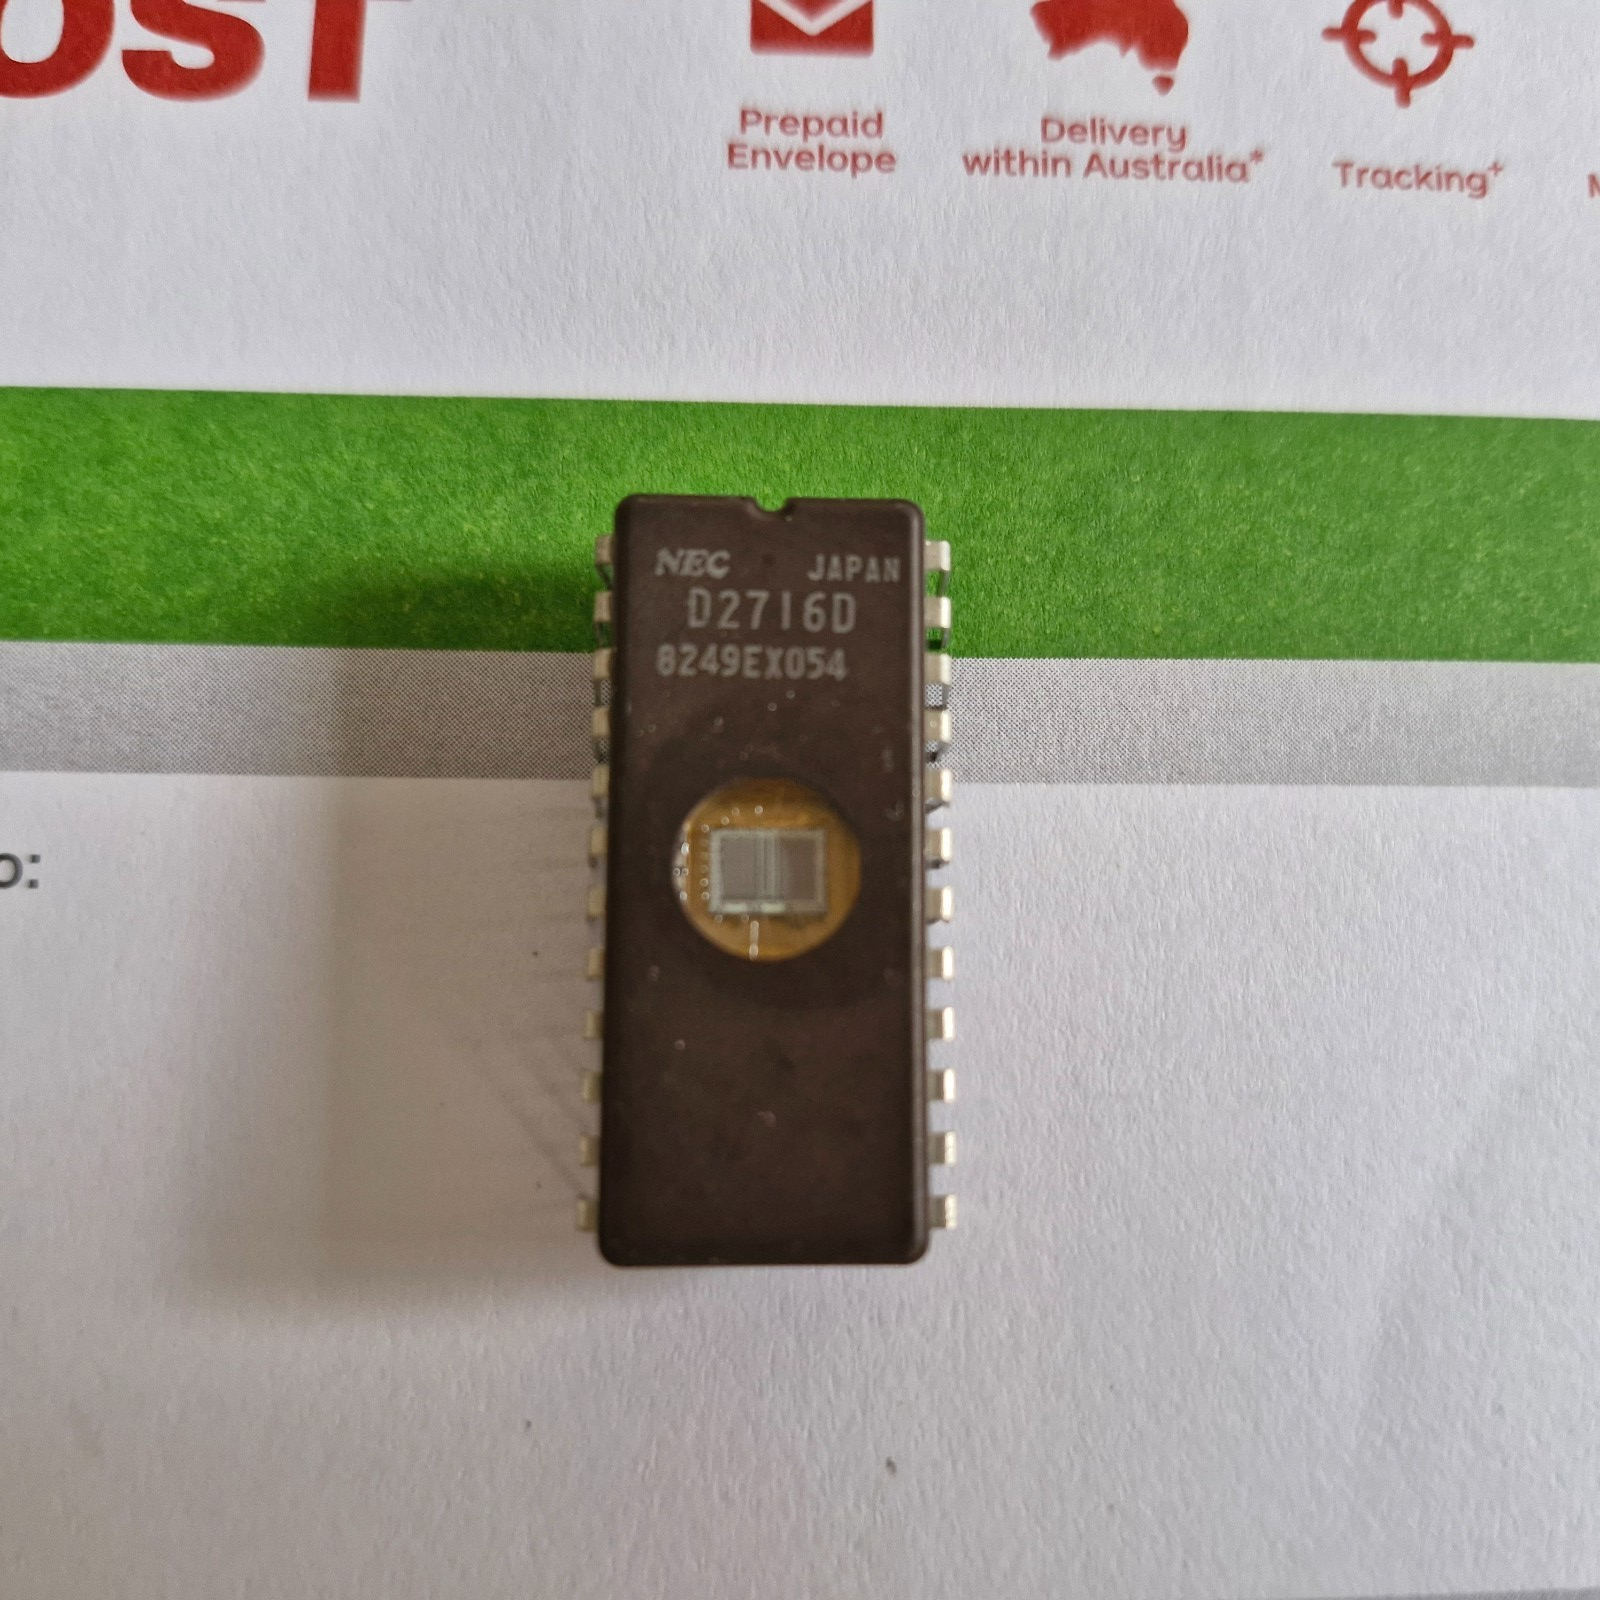 OST
Prepaid
Envelope
Delivery
within Australia*
Tracking+
NEC JAPAN
D2716D
8249EX054
o: